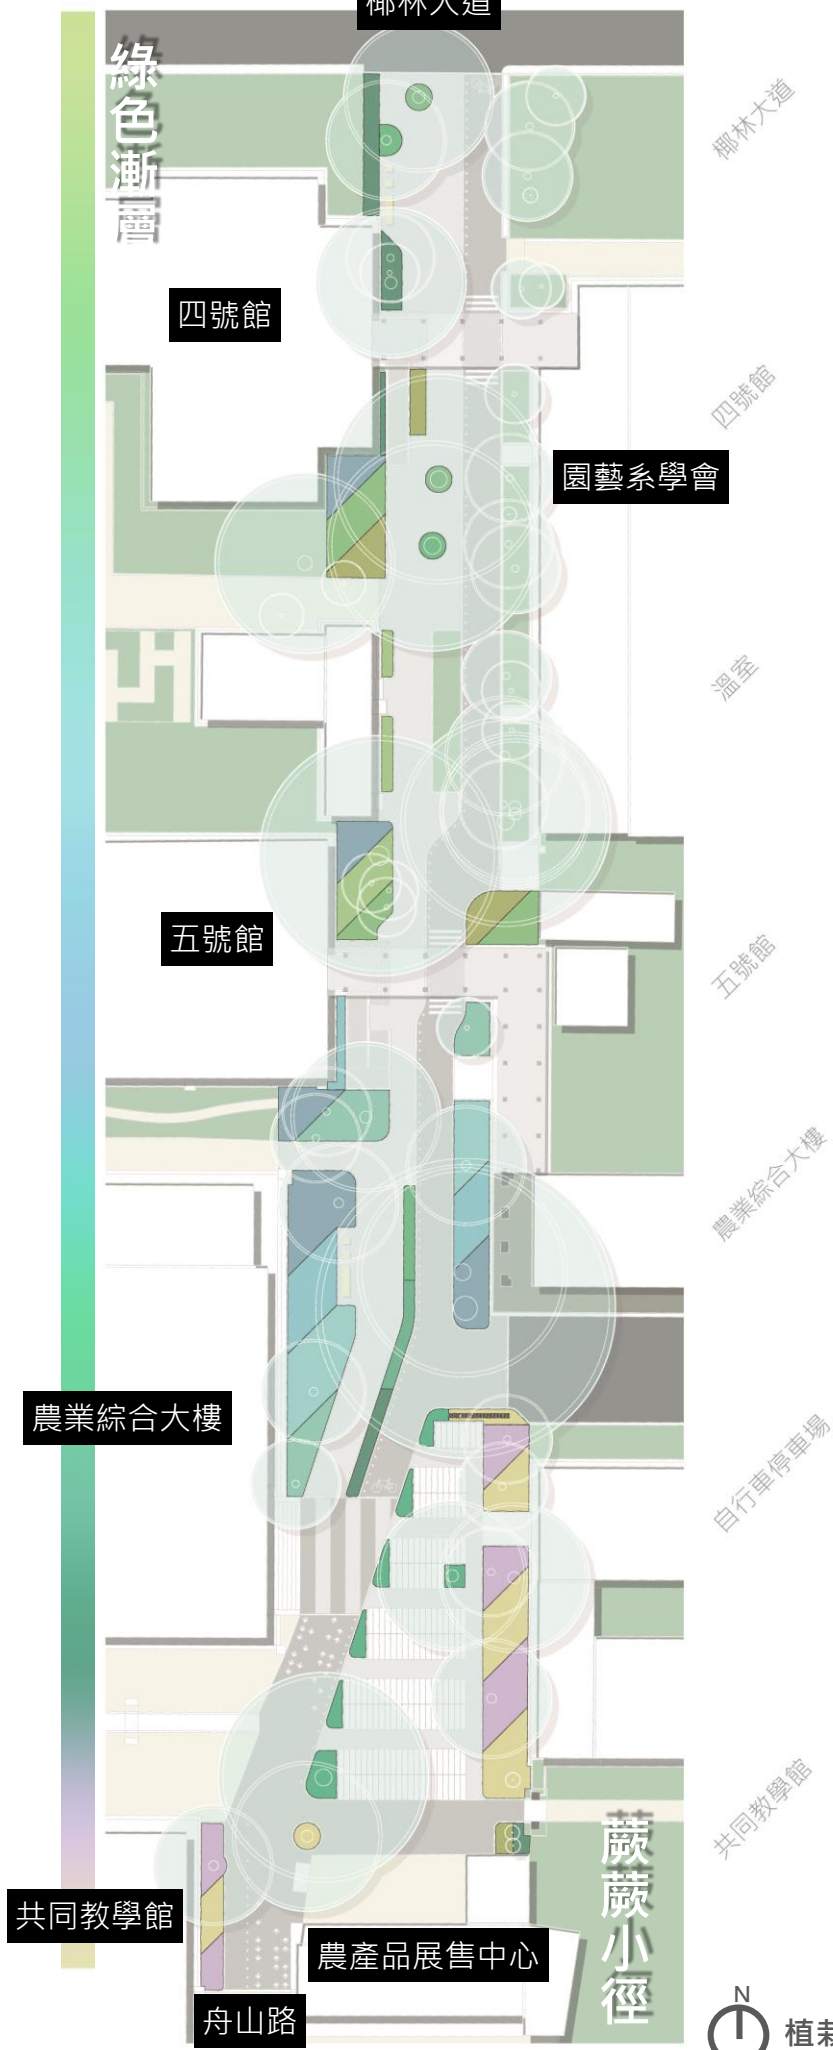 椰林大道
綠色漸層
椰林大道
四號館
四號館
園藝系學會
溫室
五號館
五號館
農業綜合大樓
農業綜合大樓
自行車停車場
共同教學館
蕨蕨小徑
共同教學館
農產品展售中心
舟山路
N
植栽